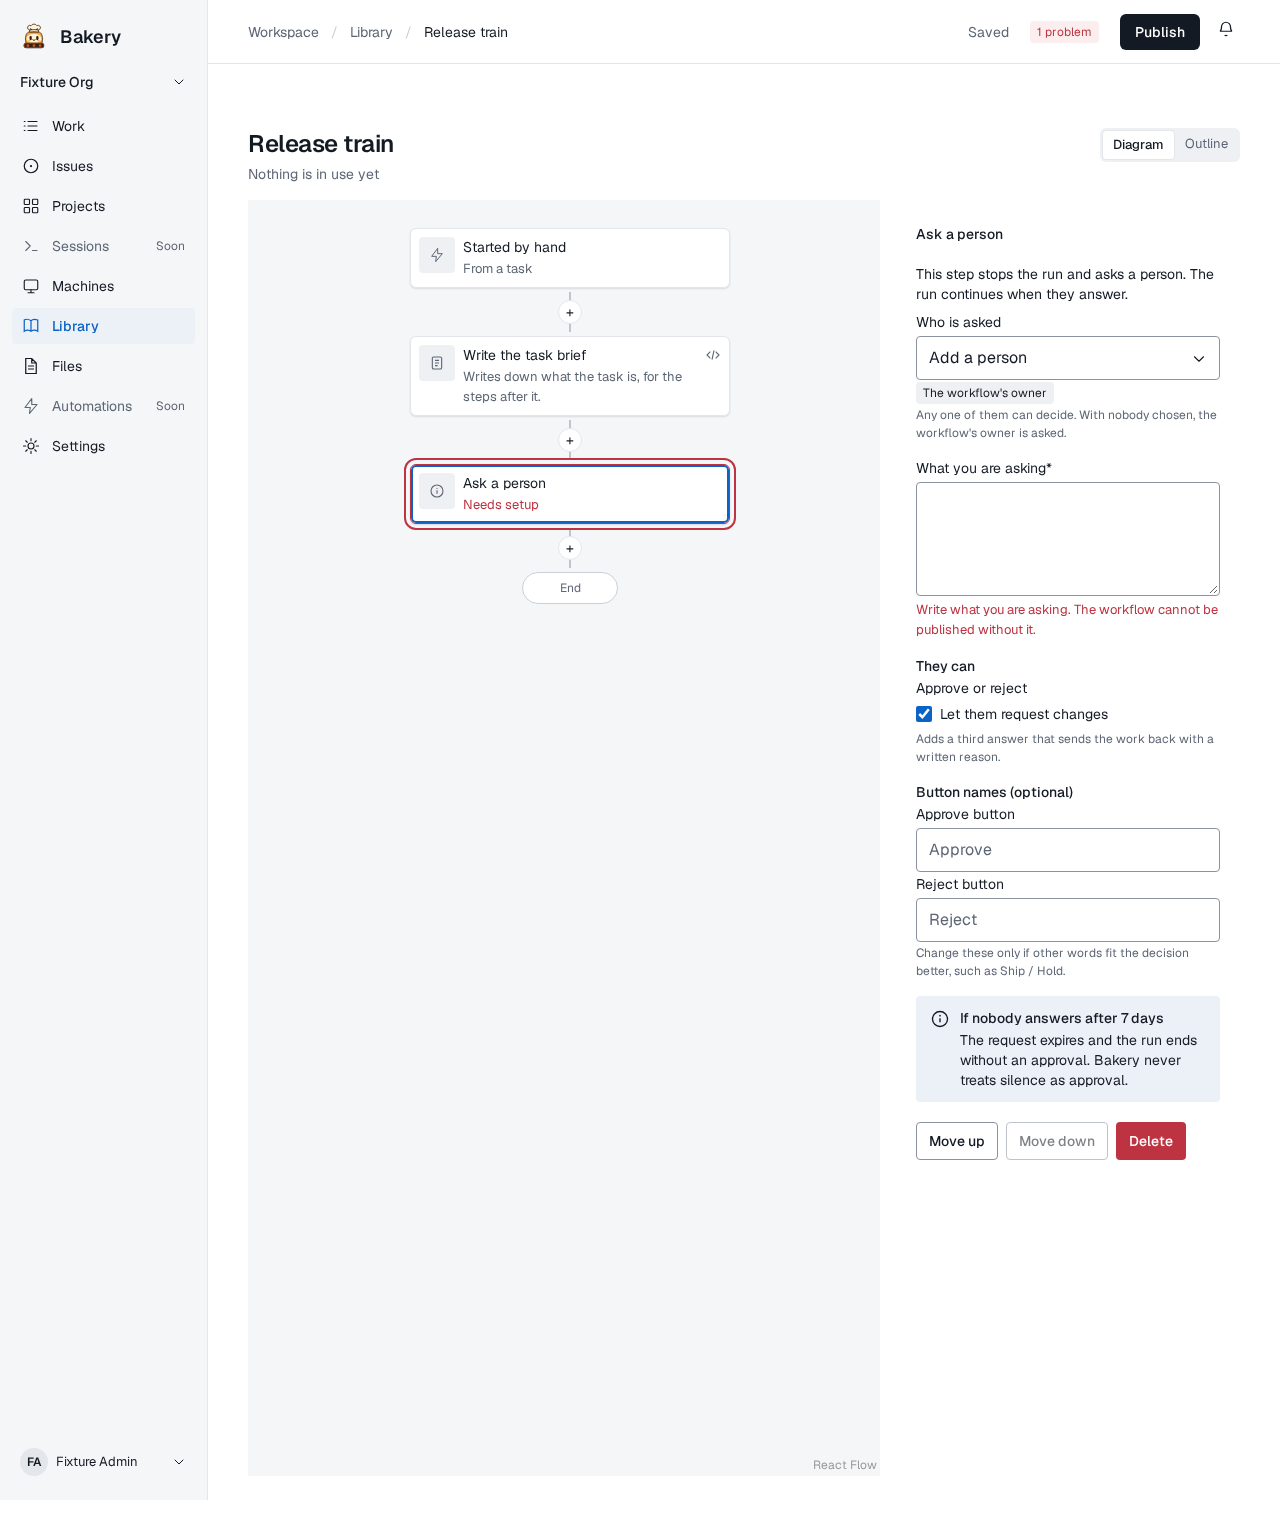 Bakery
Fixture Org
Work
Issues
Projects
Sessions Soon
Machines
Library
Files
Automations Soon
Settings
FA Fixture Admin
Workspace / Library / Release train
Saved
1 problem
Publish
Release train
Nothing is in use yet
Diagram
Outline
Started by hand
From a task
+
Write the task brief
Writes down what the task is, for the
steps after it.
+
Ask a person
Needs setup
+
End
React Flow
Ask a person
This step stops the run and asks a person. The
run continues when they answer.
Who is asked
Add a person
The workflow's owner
Any one of them can decide. With nobody chosen, the
workflow's owner is asked.
What you are asking*
Write what you are asking. The workflow cannot be
published without it.
They can
Approve or reject
Let them request changes
Adds a third answer that sends the work back with a
written reason.
Button names (optional)
Approve button
Approve
Reject button
Reject
Change these only if other words fit the decision
better, such as Ship / Hold.
If nobody answers after 7 days
The request expires and the run ends
without an approval. Bakery never
treats silence as approval.
Move up
Move down
Delete